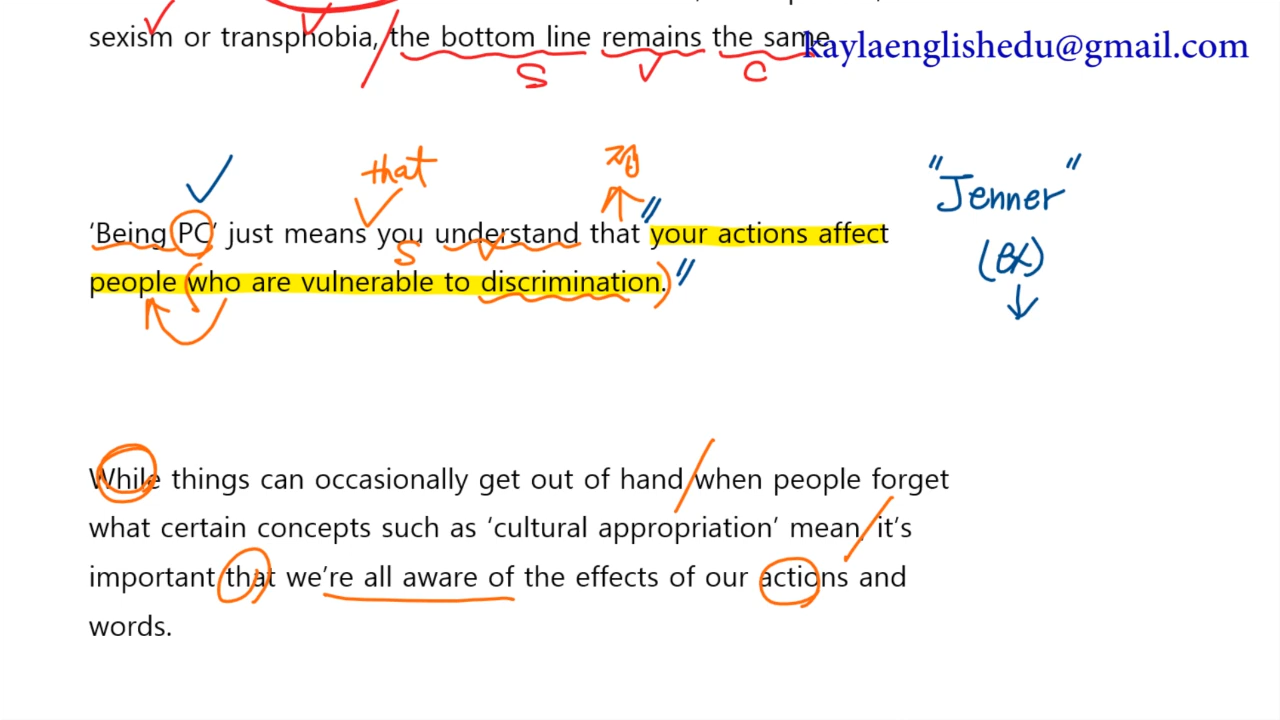 sexism or transphobia, the bottom line remains the same
kaylaenglishedu@gmail.com
S V C
that
"Jenner"
'Being PC' just means you understand that your actions affect
S V
(ex)
people who are vulnerable to discrimination.
While things can occasionally get out of hand when people forget
what certain concepts such as 'cultural appropriation' mean, it's
important that we're all aware of the effects of our actions and
words.